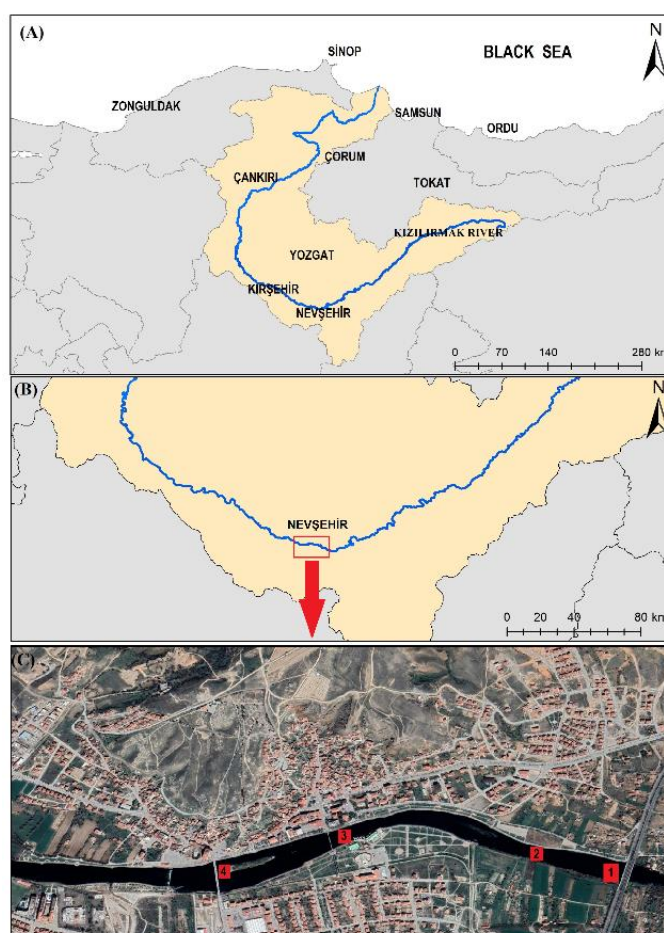 (A)
N
BLACK SEA
SİNOP
ZONGULDAK
SAMSUN
ORDU
ÇORUM
ÇANKIRI
TOKAT
KIZILIRMAK RIVER
YOZGAT
KIRŞEHİR
NEVŞEHİR
0 70 140 280 km
(B)
N
NEVŞEHİR
0 20 40 80 km
(C)
3
2
4
1